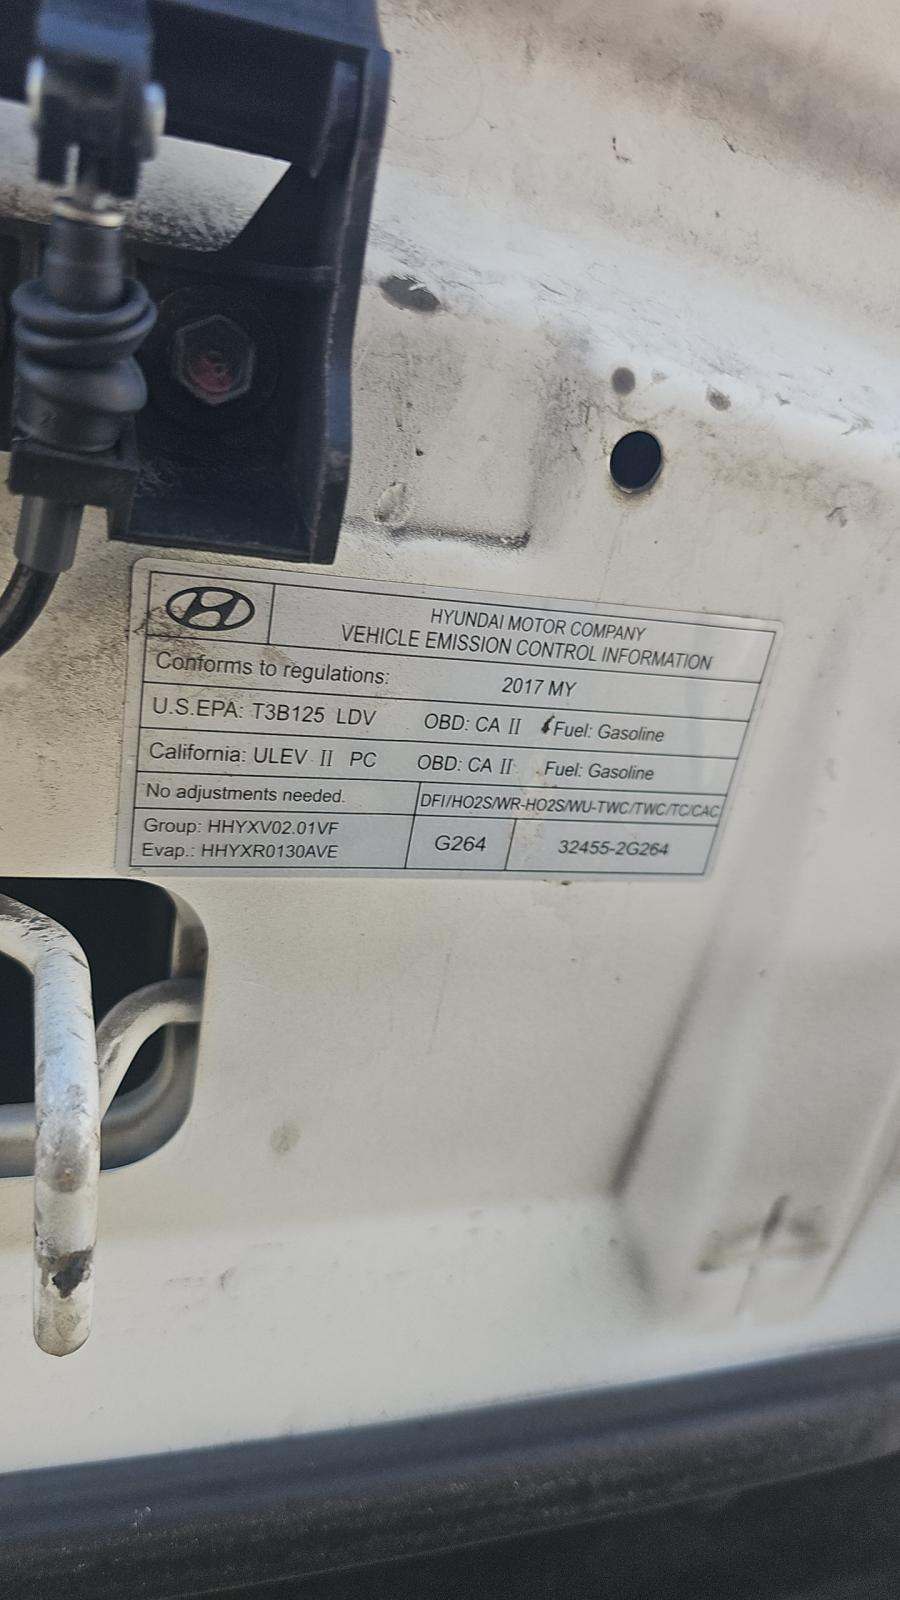 HYUNDAI MOTOR COMPANY
VEHICLE EMISSION CONTROL INFORMATION
Conforms to regulations: 2017 MY
U.S.EPA: T3B125 LDV OBD: CA II Fuel: Gasoline
California: ULEV II PC OBD: CA II Fuel: Gasoline
No adjustments needed. DFI/HO2S/WR-HO2S/WU-TWC/TWC/TC/CAC
Group: HHYXV02.01VF
Evap.: HHYXR0130AVE
G264 32455-2G264